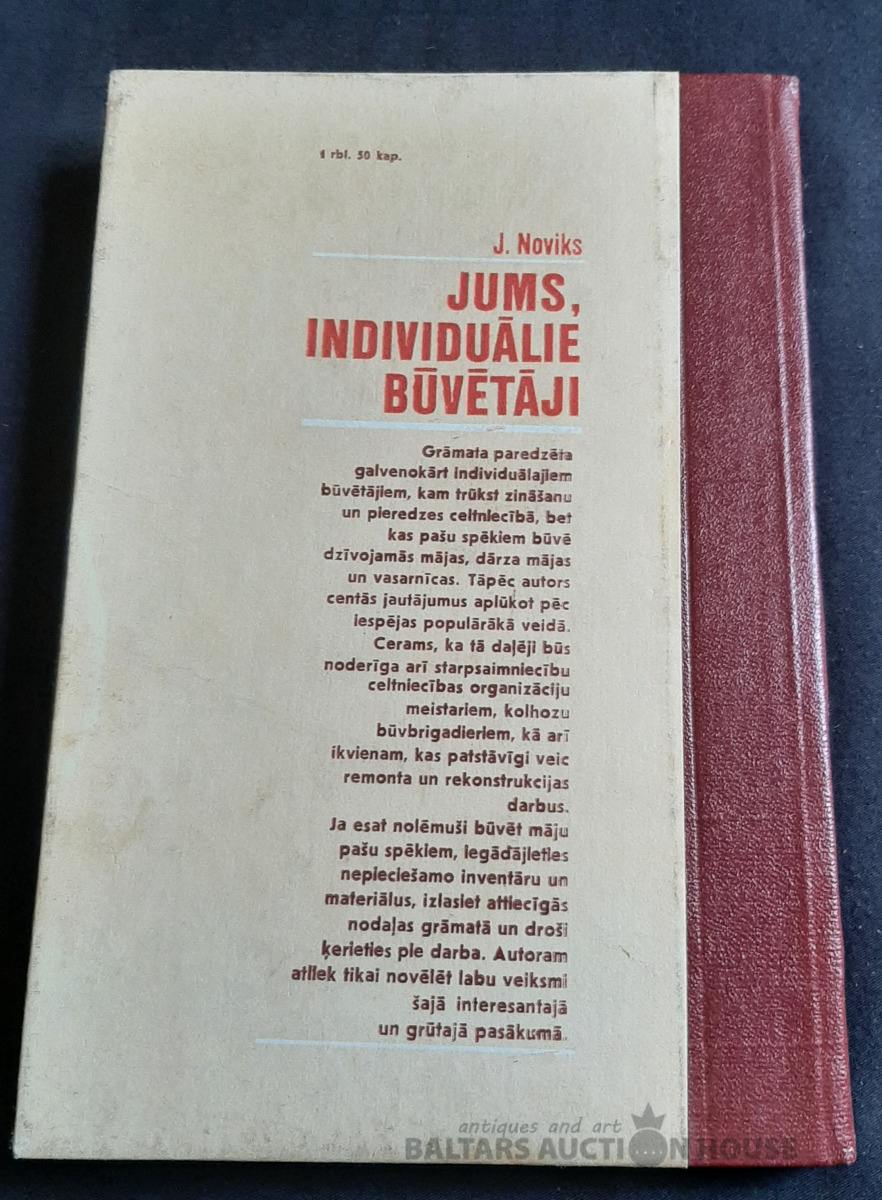 1 rbl. 50 kap.
J. Noviks
JUMS,
INDIVIDUĀLIE
BŪVĒTĀJI
Grāmata paredzēta
galvenokārt individuālajiem
būvētājiem, kam trūkst zināšanu
un pieredzes celtniecībā, bet
kas pašu spēkiem būvē
dzīvojamās mājas, dārza mājas
un vasarnīcas. Tāpēc autors
centās jautājumus aplūkot pēc
iespējas populārākā veidā.
Cerams, ka tā daļēji būs
noderīga arī starpsaimniecību
celtniecības organizāciju
meistariem, kolhozu
būvbrigadieriem, kā arī
ikvienam, kas patstāvīgi veic
remonta un rekonstrukcijas
darbus.
Ja esat nolēmuši būvēt māju
pašu spēkiem, iegādājieties
nepieciešamo inventāru un
materiālus, izlasiet attiecīgās
nodaļas grāmatā un droši
ķerieties pie darba. Autoram
atliek tikai novēlēt labu veiksmi
šajā interesantajā
un grūtajā pasākumā.
antiques and art
BALTARS AUCTION HOUSE